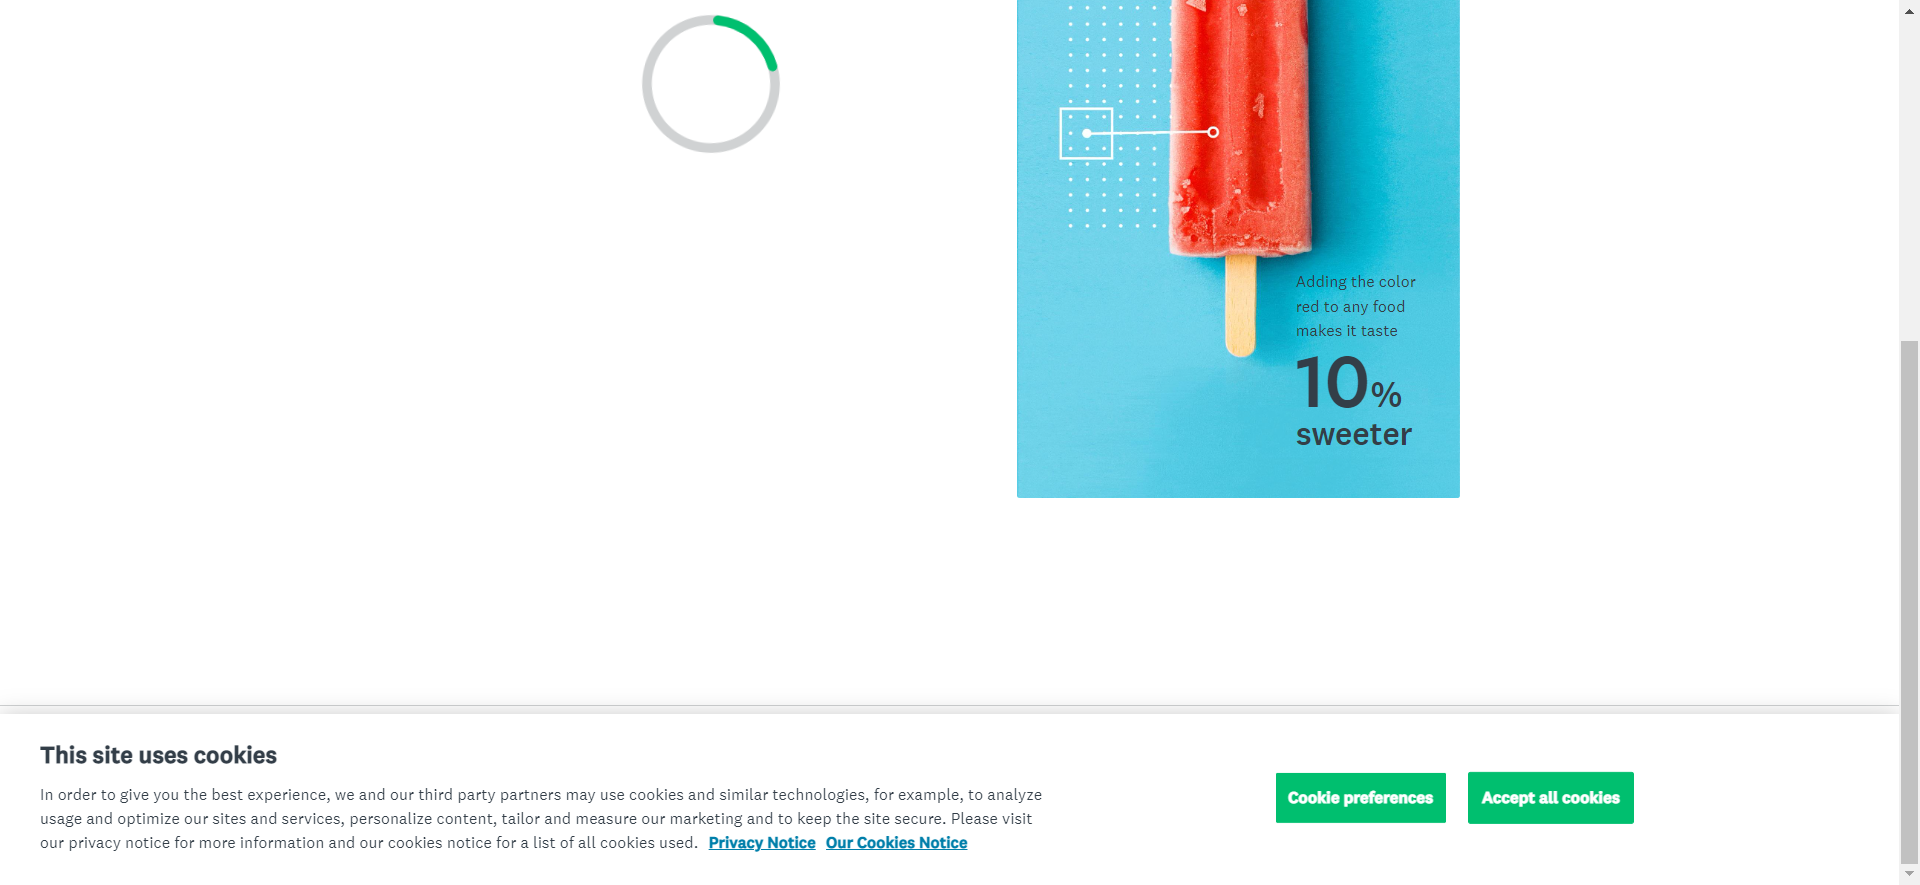 Adding the color
red to any food
makes it taste
10%
sweeter
This site uses cookies
In order to give you the best experience, we and our third party partners may use cookies and similar technologies, for example, to analyze
usage and optimize our sites and services, personalize content, tailor and measure our marketing and to keep the site secure. Please visit
our privacy notice for more information and our cookies notice for a list of all cookies used. Privacy Notice Our Cookies Notice
Cookie preferences
Accept all cookies